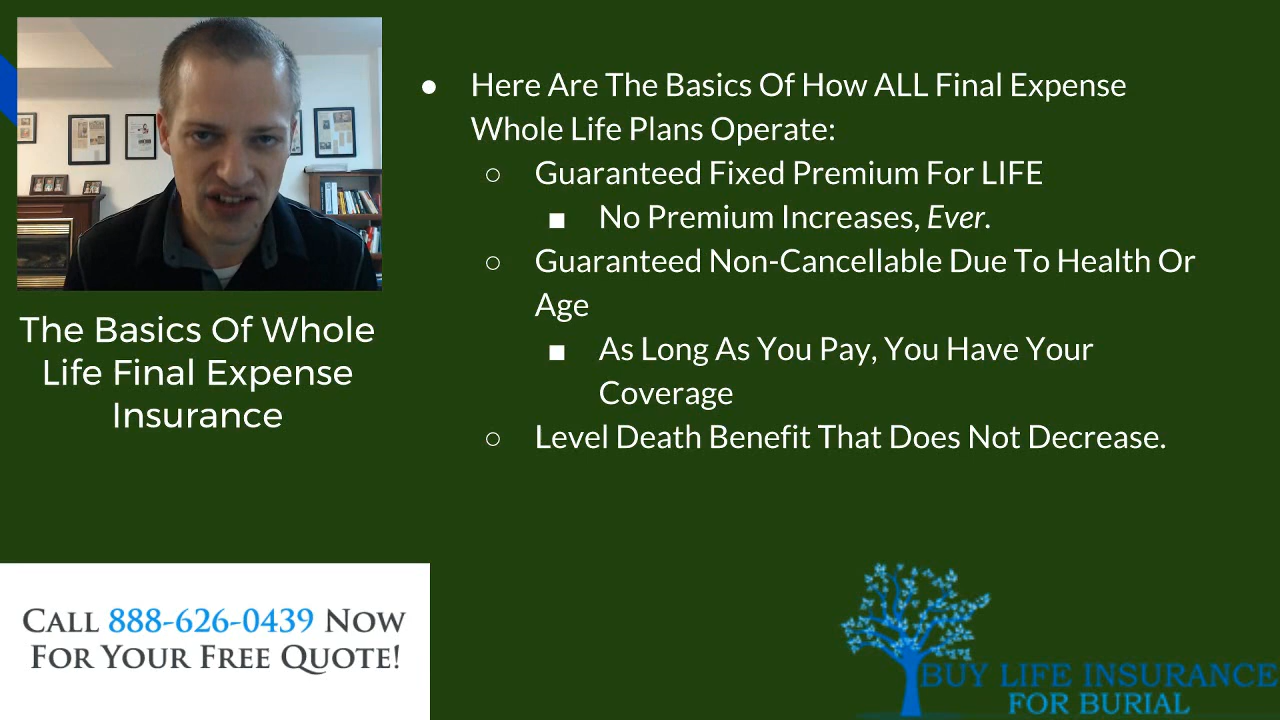 The Basics Of Whole
Life Final Expense
Insurance
● Here Are The Basics Of How ALL Final Expense
Whole Life Plans Operate:
○ Guaranteed Fixed Premium For LIFE
■ No Premium Increases, Ever.
○ Guaranteed Non-Cancellable Due To Health Or
Age
■ As Long As You Pay, You Have Your
Coverage
○ Level Death Benefit That Does Not Decrease.
CALL 888-626-0439 NOW
FOR YOUR FREE QUOTE!
BUY LIFE INSURANCE
FOR BURIAL